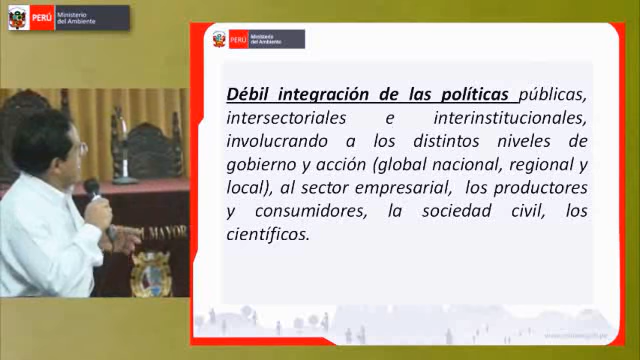 PERÚ
Ministerio
del Ambiente
PERÚ
Ministerio
del Ambiente
Débil integración de las políticas públicas,
intersectoriales e interinstitucionales,
involucrando a los distintos niveles de
gobierno y acción (global nacional, regional y
local), al sector empresarial, los productores
y consumidores, la sociedad civil, los
científicos.
MAYOR